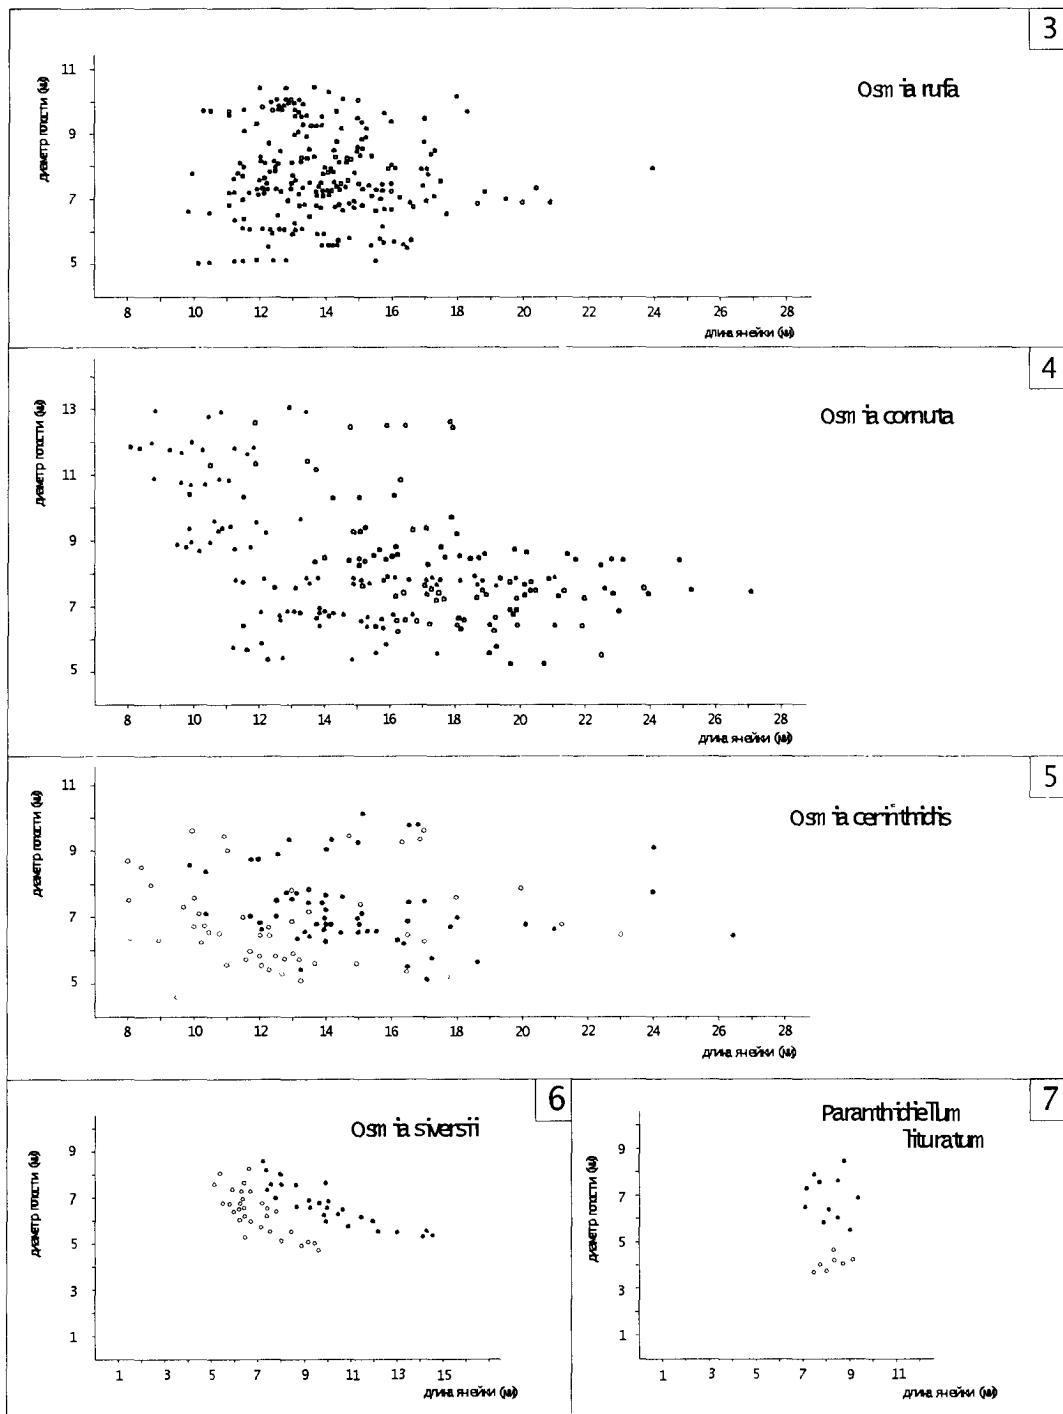 3
Osmia rufa
диаметр полости (мм)
11
9
7
5
8 10 12 14 16 18 20 22 24 26 28
длина ячейки (мм)
4
Osmia cornuta
диаметр полости (мм)
13
11
9
7
5
8 10 12 14 16 18 20 22 24 26 28
длина ячейки (мм)
5
Osmia cerinthidis
диаметр полости (мм)
11
9
7
5
8 10 12 14 16 18 20 22 24 26 28
длина ячейки (мм)
6
Osmia siversii
диаметр полости (мм)
9
7
5
3
1
1 3 5 7 9 11 13 15
длина ячейки (мм)
7
Paranthidiellum
lituratum
диаметр полости (мм)
9
7
5
3
1
1 3 5 7 9 11
длина ячейки (мм)